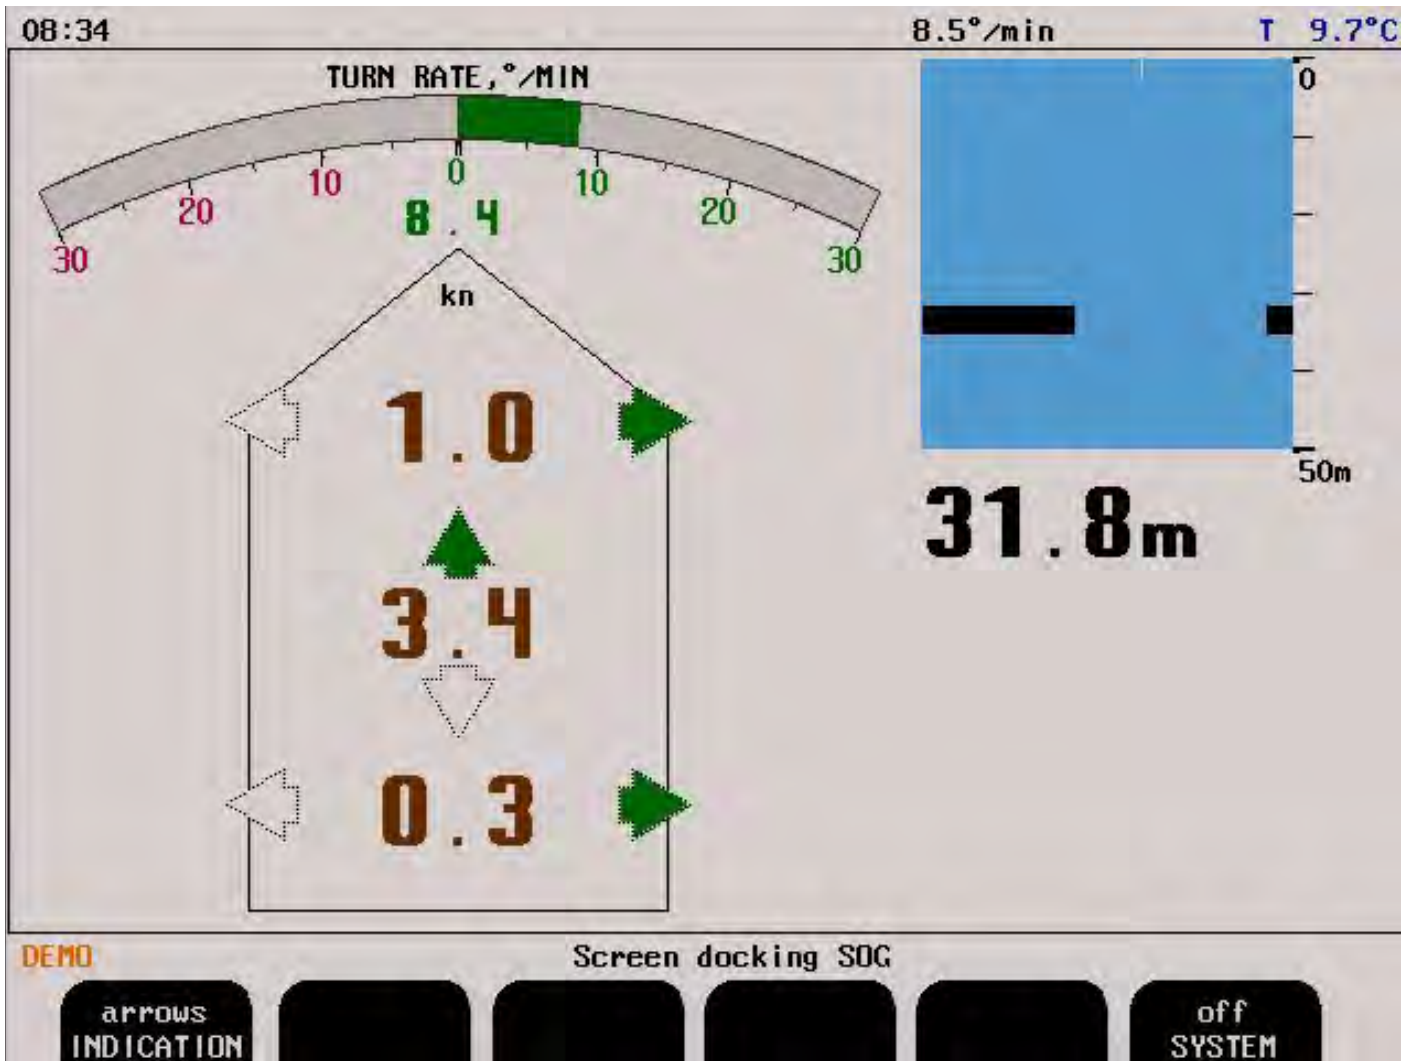 08:34 8.5°/min T 9.7°C
TURN RATE,°/MIN
0
10 0 10
20 20
8.4
30 30
kn
1.0
50m
31.8m
3.4
0.3
DEMO Screen docking SOG
arrows off
INDICATION SYSTEM